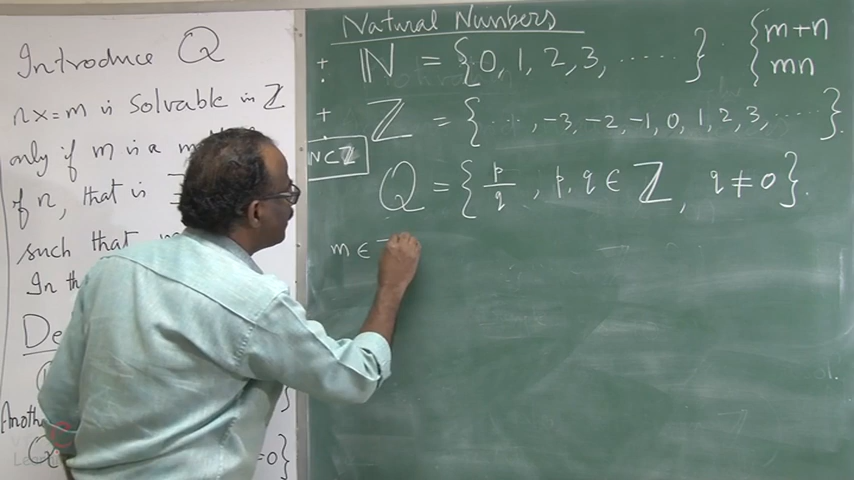 Introduce Q
nx=m is solvable in ℤ
only if m is a
of n, that is
such that
In th
De
Anoth
Q =0}
Natural Numbers
+ . ℕ = {0, 1, 2, 3, ......} {m+n
mn
+ . ℤ = {..., -3, -2, -1, 0, 1, 2, 3, .....}.
N⊂ℤ
Q = {p/q, p, q ∈ ℤ, q ≠ 0}.
m ∈